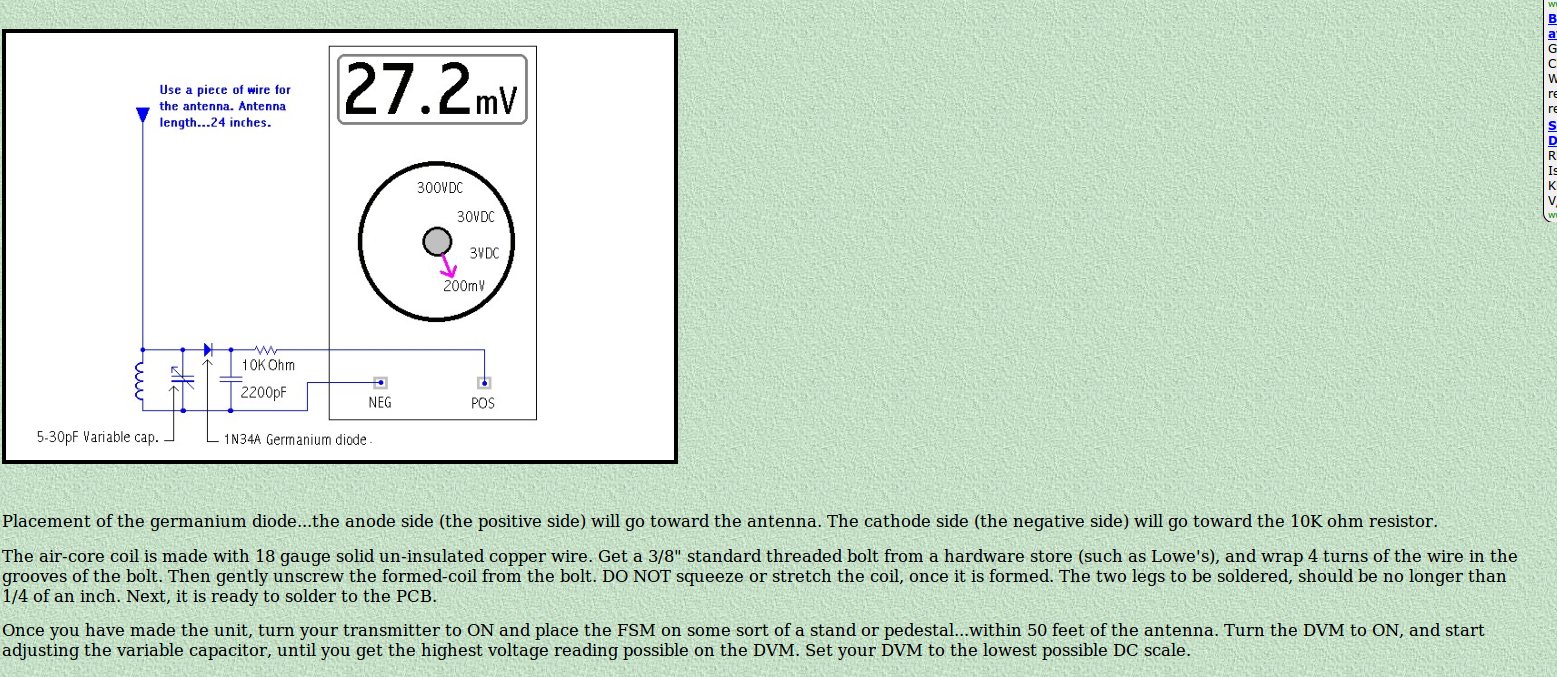 Use a piece of wire for
the antenna. Antenna
length...24 inches.
27.2mV
300VDC
30VDC
3VDC
200mV
10K Ohm
2200pF
NEG
POS
5-30pF Variable cap.
1N34A Germanium diode.
Placement of the germanium diode...the anode side (the positive side) will go toward the antenna. The cathode side (the negative side) will go toward the 10K ohm resistor.
The air-core coil is made with 18 gauge solid un-insulated copper wire. Get a 3/8" standard threaded bolt from a hardware store (such as Lowe's), and wrap 4 turns of the wire in the
grooves of the bolt. Then gently unscrew the formed-coil from the bolt. DO NOT squeeze or stretch the coil, once it is formed. The two legs to be soldered, should be no longer than
1/4 of an inch. Next, it is ready to solder to the PCB.
Once you have made the unit, turn your transmitter to ON and place the FSM on some sort of a stand or pedestal...within 50 feet of the antenna. Turn the DVM to ON, and start
adjusting the variable capacitor, until you get the highest voltage reading possible on the DVM. Set your DVM to the lowest possible DC scale.